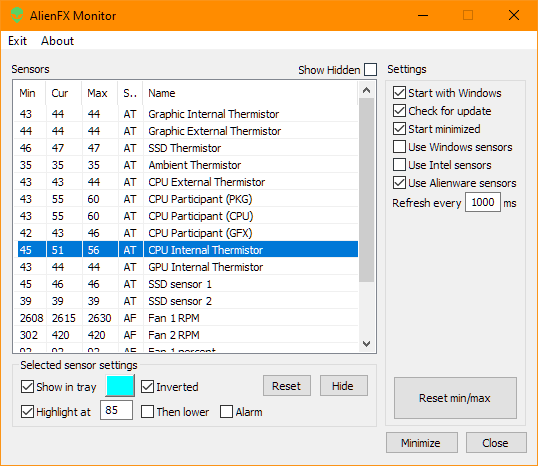 AlienFX Monitor
Exit About
Sensors Show Hidden Settings
Min Cur Max S.. Name
43 44 44 AT Graphic Internal Thermistor
44 44 44 AT Graphic External Thermistor
46 47 47 AT SSD Thermistor
35 35 35 AT Ambient Thermistor
43 43 44 AT CPU External Thermistor
43 55 60 AT CPU Participant (PKG)
43 55 60 AT CPU Participant (CPU)
42 43 46 AT CPU Participant (GFX)
45 51 56 AT CPU Internal Thermistor
43 44 44 AT GPU Internal Thermistor
45 46 46 AT SSD sensor 1
39 39 39 AT SSD sensor 2
2608 2615 2630 AF Fan 1 RPM
302 420 420 AF Fan 2 RPM
92 92 92 AF Fan 1 percent
Start with Windows
Check for update
Start minimized
Use Windows sensors
Use Intel sensors
Use Alienware sensors
Refresh every 1000 ms
Selected sensor settings
Show in tray Inverted Reset Hide
Highlight at 85 Then lower Alarm
Reset min/max
Minimize Close